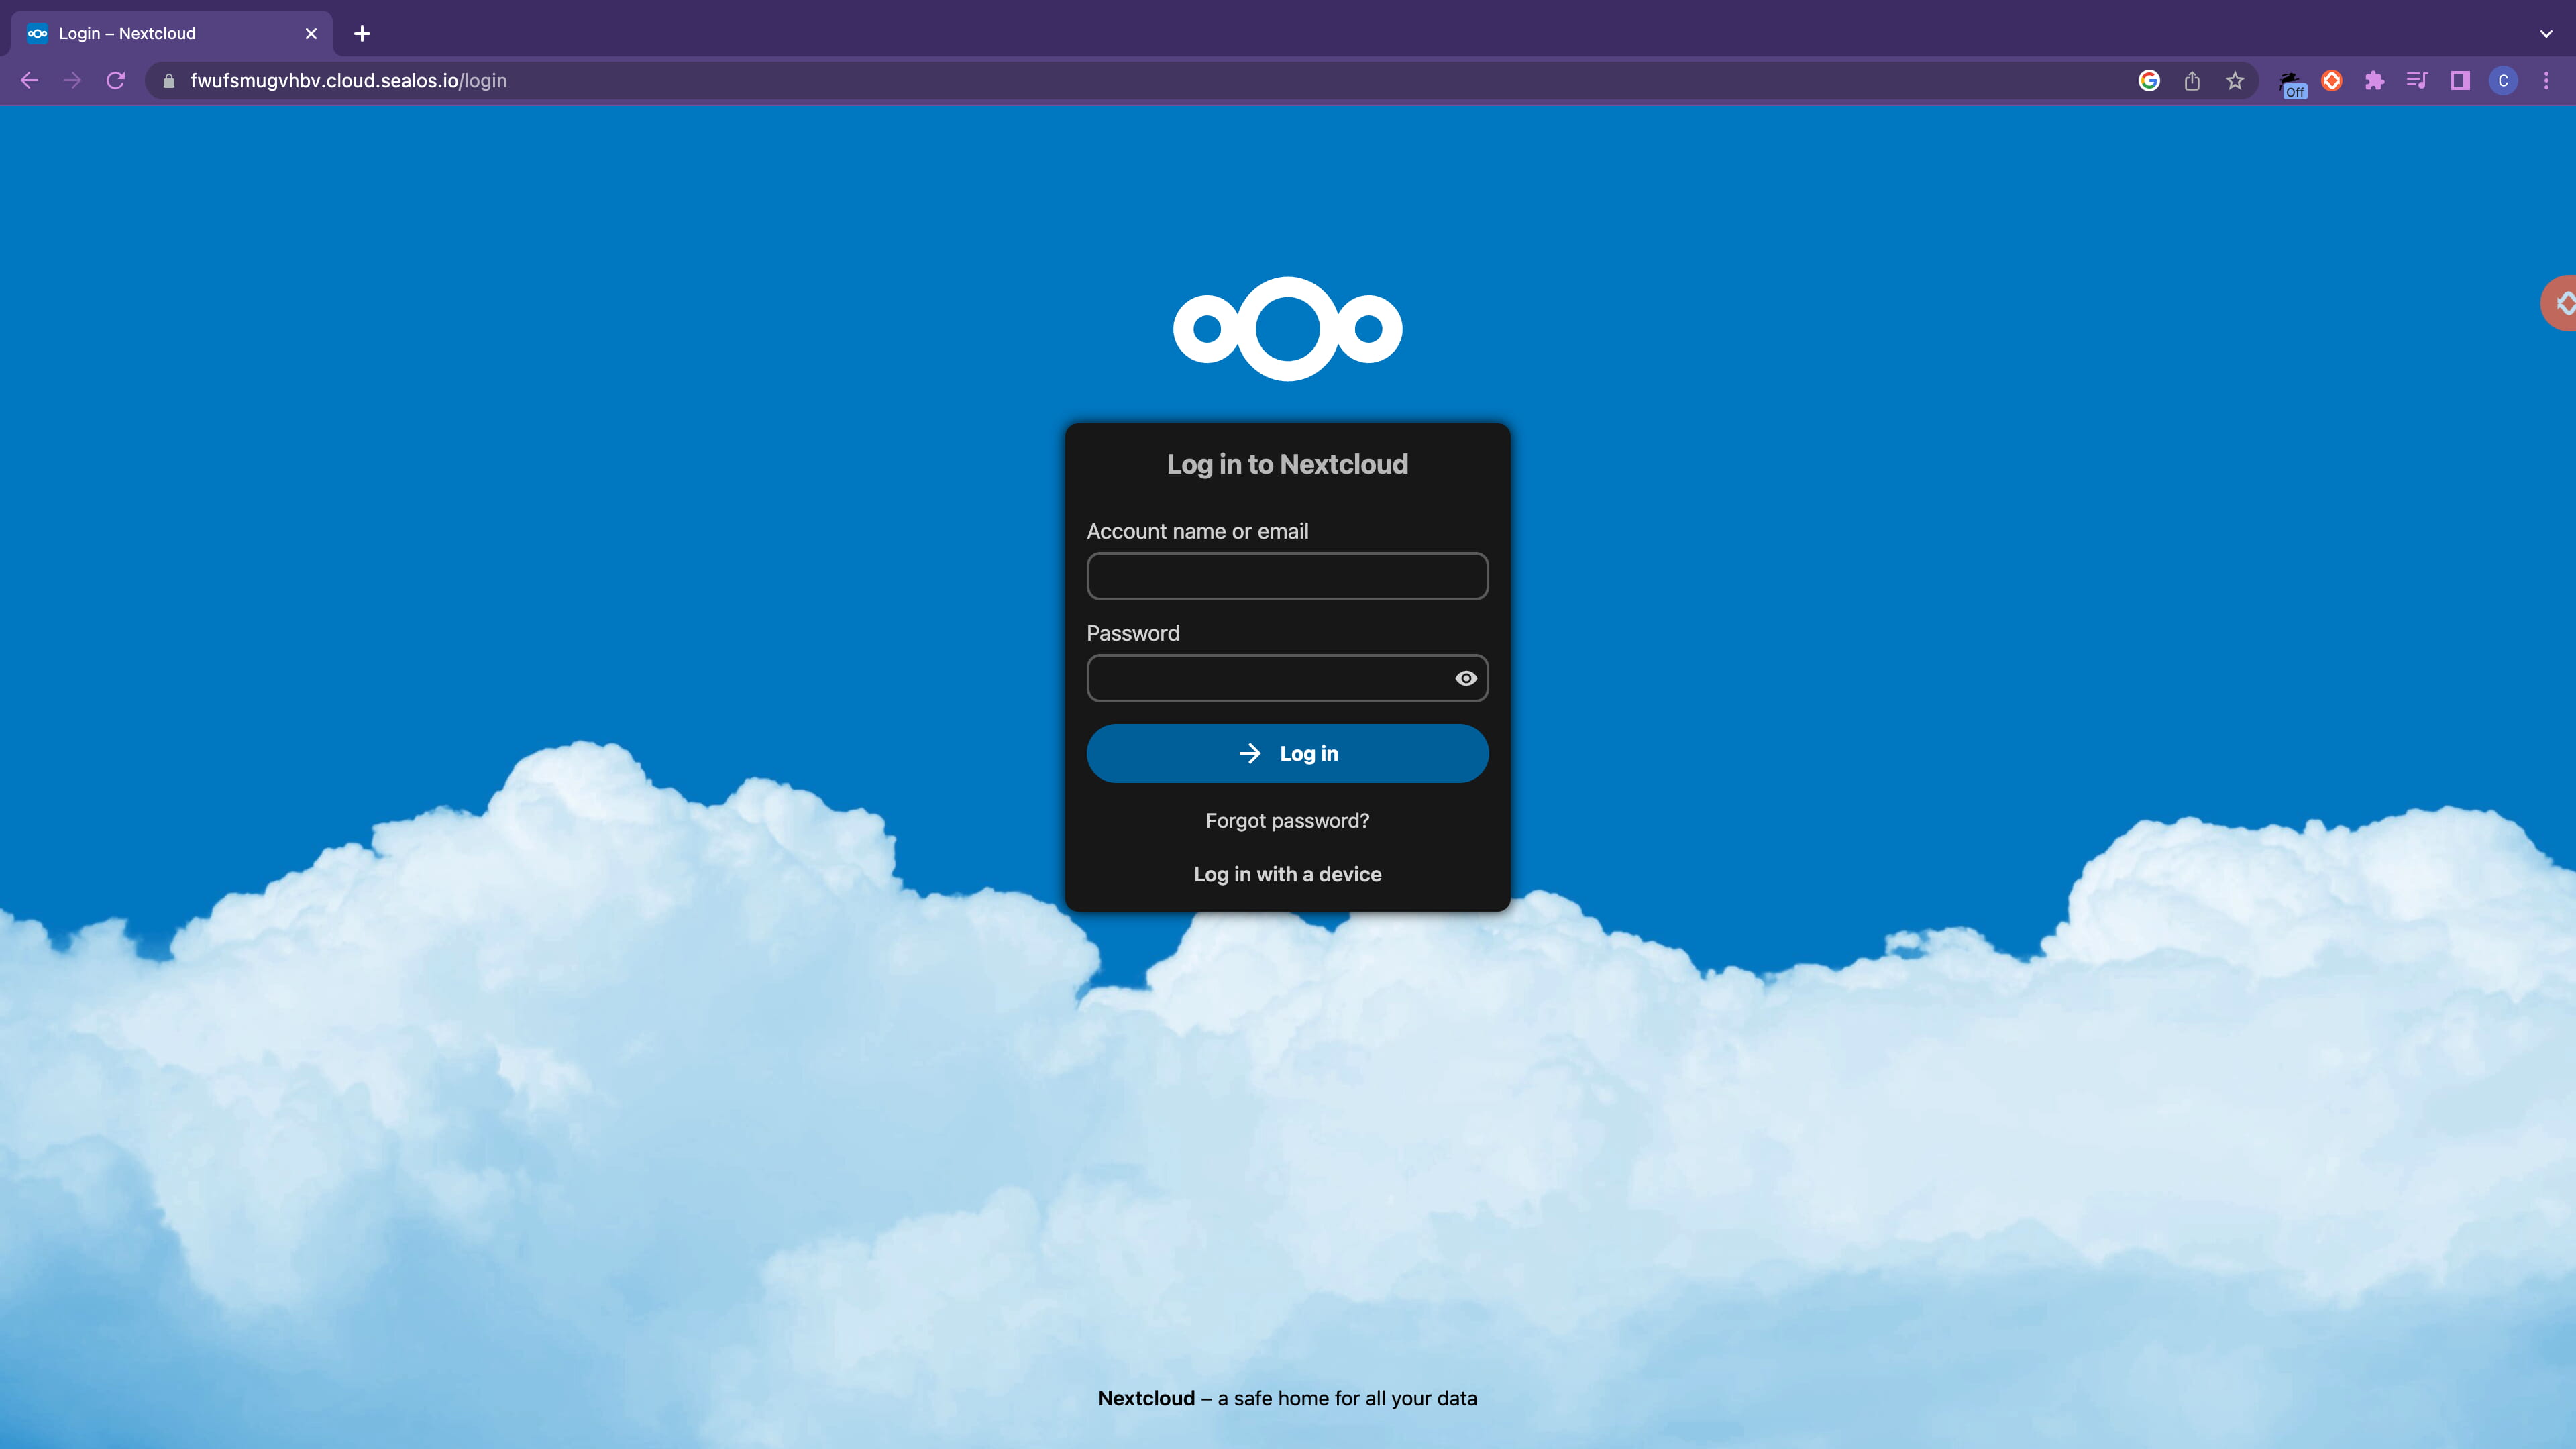 Login – Nextcloud
fwufsmugvhbv.cloud.sealos.io/login
Off
C
Log in to Nextcloud
Account name or email
Password
Log in
Forgot password?
Log in with a device
Nextcloud – a safe home for all your data